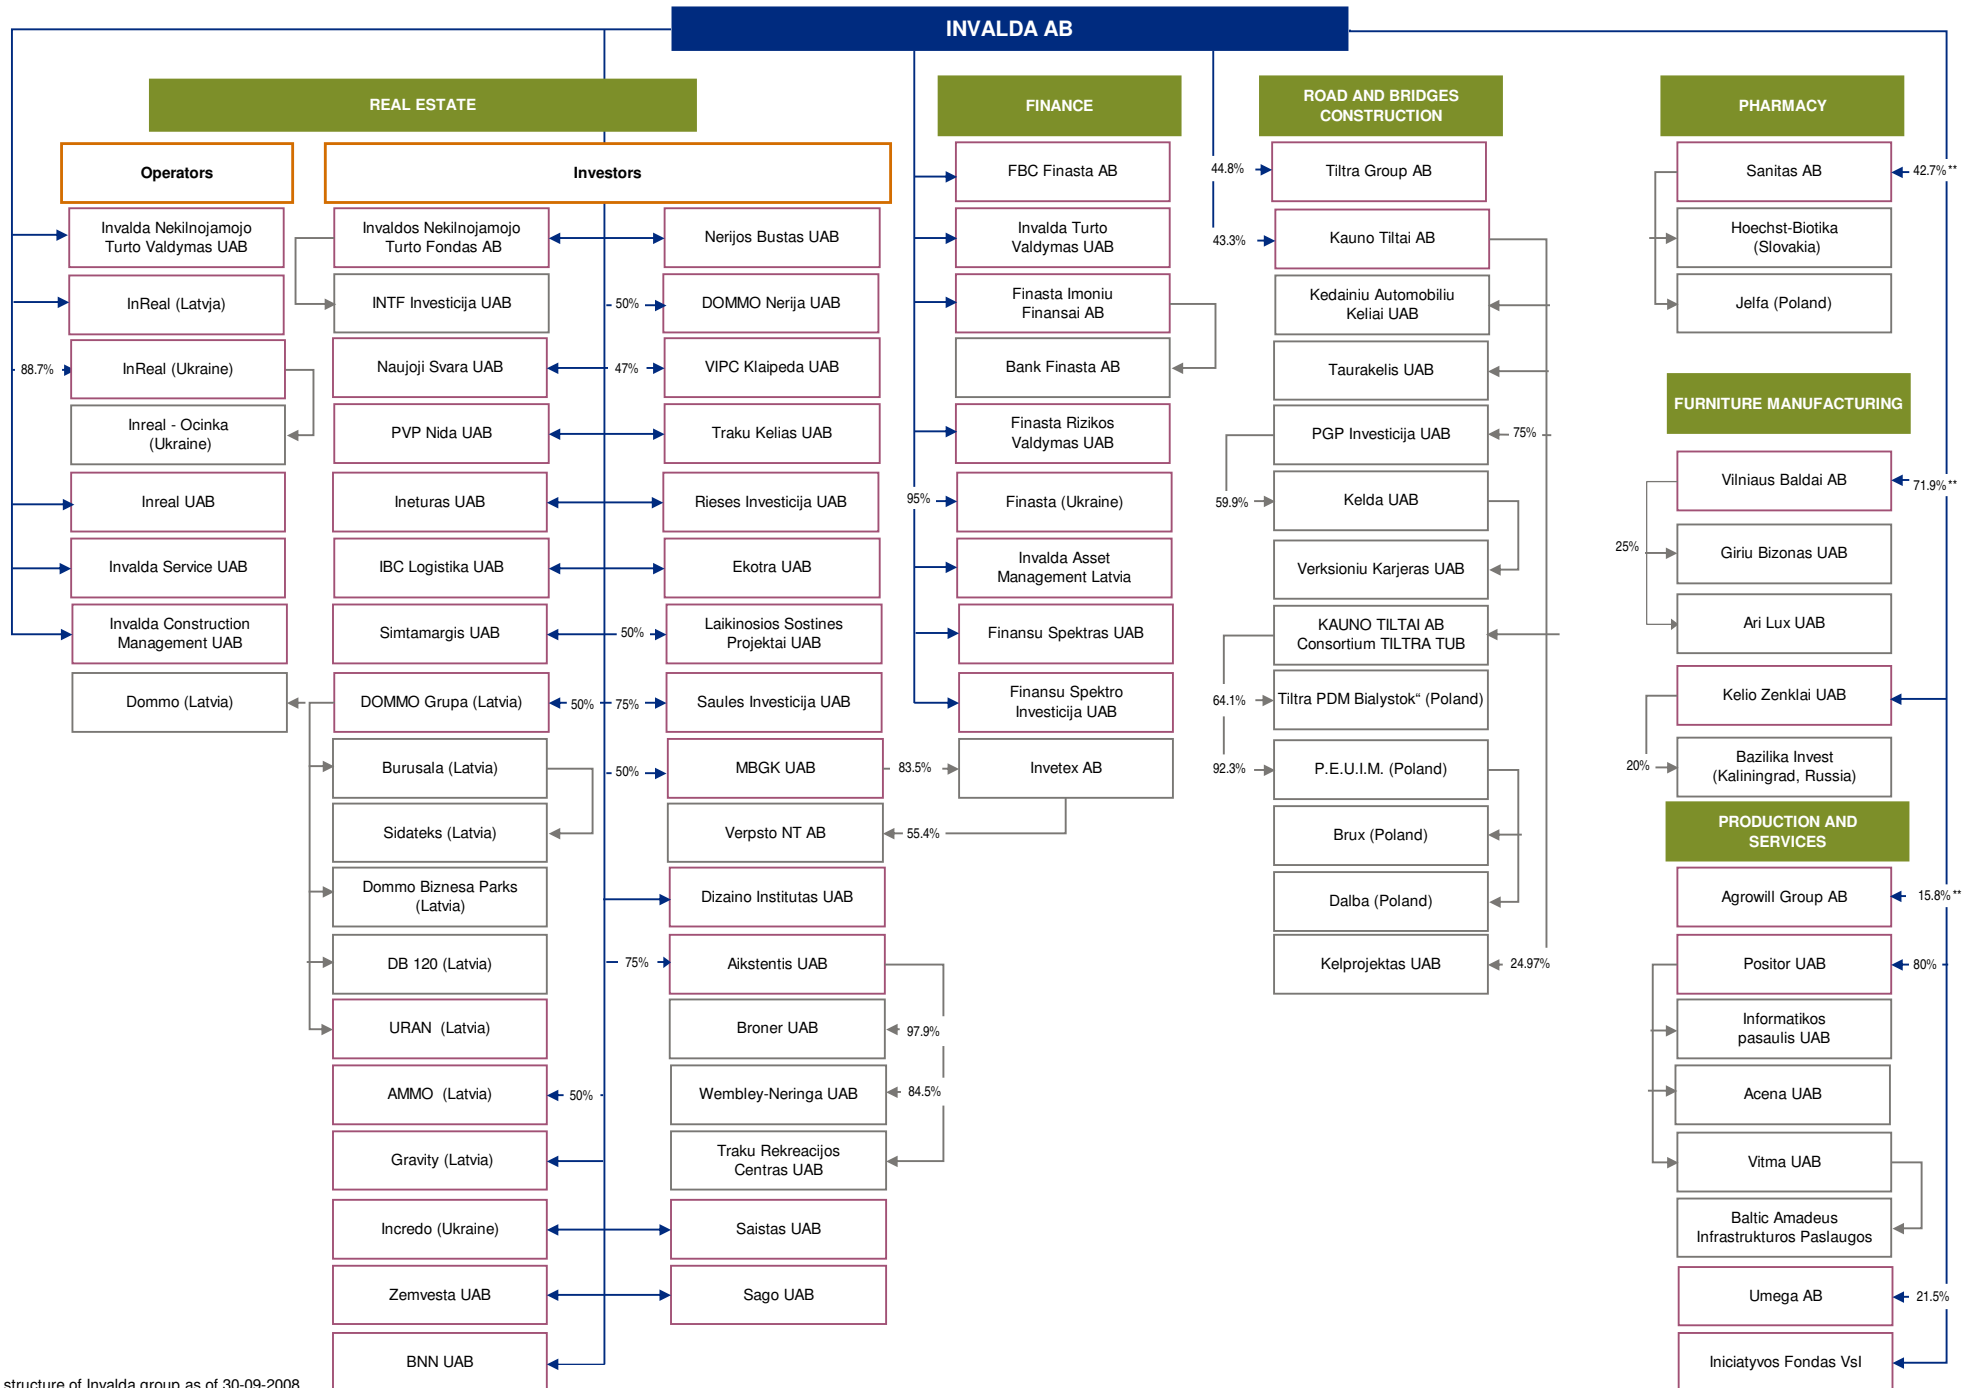 INVALDA AB
REAL ESTATE
Operators
Investors
Invalda Nekilnojamojo
Turto Valdymas UAB
InReal (Latvja)
88.7%
InReal (Ukraine)
Inreal - Ocinka
(Ukraine)
Inreal UAB
Invalda Service UAB
Invalda Construction
Management UAB
Dommo (Latvia)
Invaldos Nekilnojamojo
Turto Fondas AB
INTF Investicija UAB
Naujoji Svara UAB
PVP Nida UAB
Ineturas UAB
IBC Logistika UAB
Simtamargis UAB
DOMMO Grupa (Latvia)
50%
Burusala (Latvia)
Sidateks (Latvia)
Dommo Biznesa Parks
(Latvia)
DB 120 (Latvia)
URAN (Latvia)
AMMO (Latvia)
50%
Gravity (Latvia)
Incredo (Ukraine)
Zemvesta UAB
BNN UAB
Nerijos Bustas UAB
50%
DOMMO Nerija UAB
47%
VIPC Klaipeda UAB
Traku Kelias UAB
Rieses Investicija UAB
Ekotra UAB
50%
Laikinosios Sostines
Projektai UAB
75%
Saules Investicija UAB
50%
MBGK UAB
83.5%
Verpsto NT AB
55.4%
Dizaino Institutas UAB
75%
Aikstentis UAB
Broner UAB
97.9%
Wembley-Neringa UAB
84.5%
Traku Rekreacijos
Centras UAB
Saistas UAB
Sago UAB
FINANCE
FBC Finasta AB
Invalda Turto
Valdymas UAB
Finasta Imoniu
Finansai AB
Bank Finasta AB
Finasta Rizikos
Valdymas UAB
95%
Finasta (Ukraine)
Invalda Asset
Management Latvia
Finansu Spektras UAB
Finansu Spektro
Investicija UAB
Invetex AB
ROAD AND BRIDGES
CONSTRUCTION
44.8%
Tiltra Group AB
43.3%
Kauno Tiltai AB
Kedainiu Automobiliu
Keliai UAB
Taurakelis UAB
PGP Investicija UAB
75%
59.9%
Kelda UAB
Verksioniu Karjeras UAB
KAUNO TILTAI AB
Consortium TILTRA TUB
64.1%
Tiltra PDM Bialystok“ (Poland)
92.3%
P.E.U.I.M. (Poland)
Brux (Poland)
Dalba (Poland)
Kelprojektas UAB
24.97%
PHARMACY
Sanitas AB
42.7%**
Hoechst-Biotika
(Slovakia)
Jelfa (Poland)
FURNITURE MANUFACTURING
Vilniaus Baldai AB
71.9%**
25%
Giriu Bizonas UAB
Ari Lux UAB
Kelio Zenklai UAB
20%
Bazilika Invest
(Kaliningrad, Russia)
PRODUCTION AND
SERVICES
Agrowill Group AB
15.8%**
Positor UAB
80%
Informatikos
pasaulis UAB
Acena UAB
Vitma UAB
Baltic Amadeus
Infrastrukturos Paslaugos
Umega AB
21.5%
Iniciatyvos Fondas VsI
structure of Invalda group as of 30-09-2008